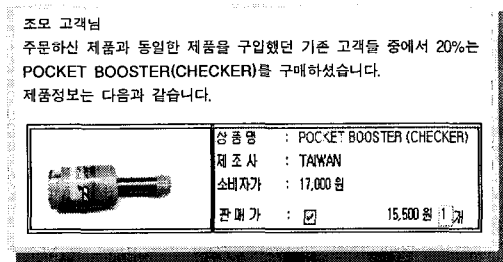 조모 고객님
주문하신 제품과 동일한 제품을 구입했던 기존 고객들 중에서 20%는
POCKET BOOSTER(CHECKER)를 구매하셨습니다.
제품정보는 다음과 같습니다.
상 품 명 : POCKET BOOSTER (CHECKER)
제 조 사 : TAIWAN
소비자가 : 17,000 원
판 매 가 : ☑ 15,500 원 1 개